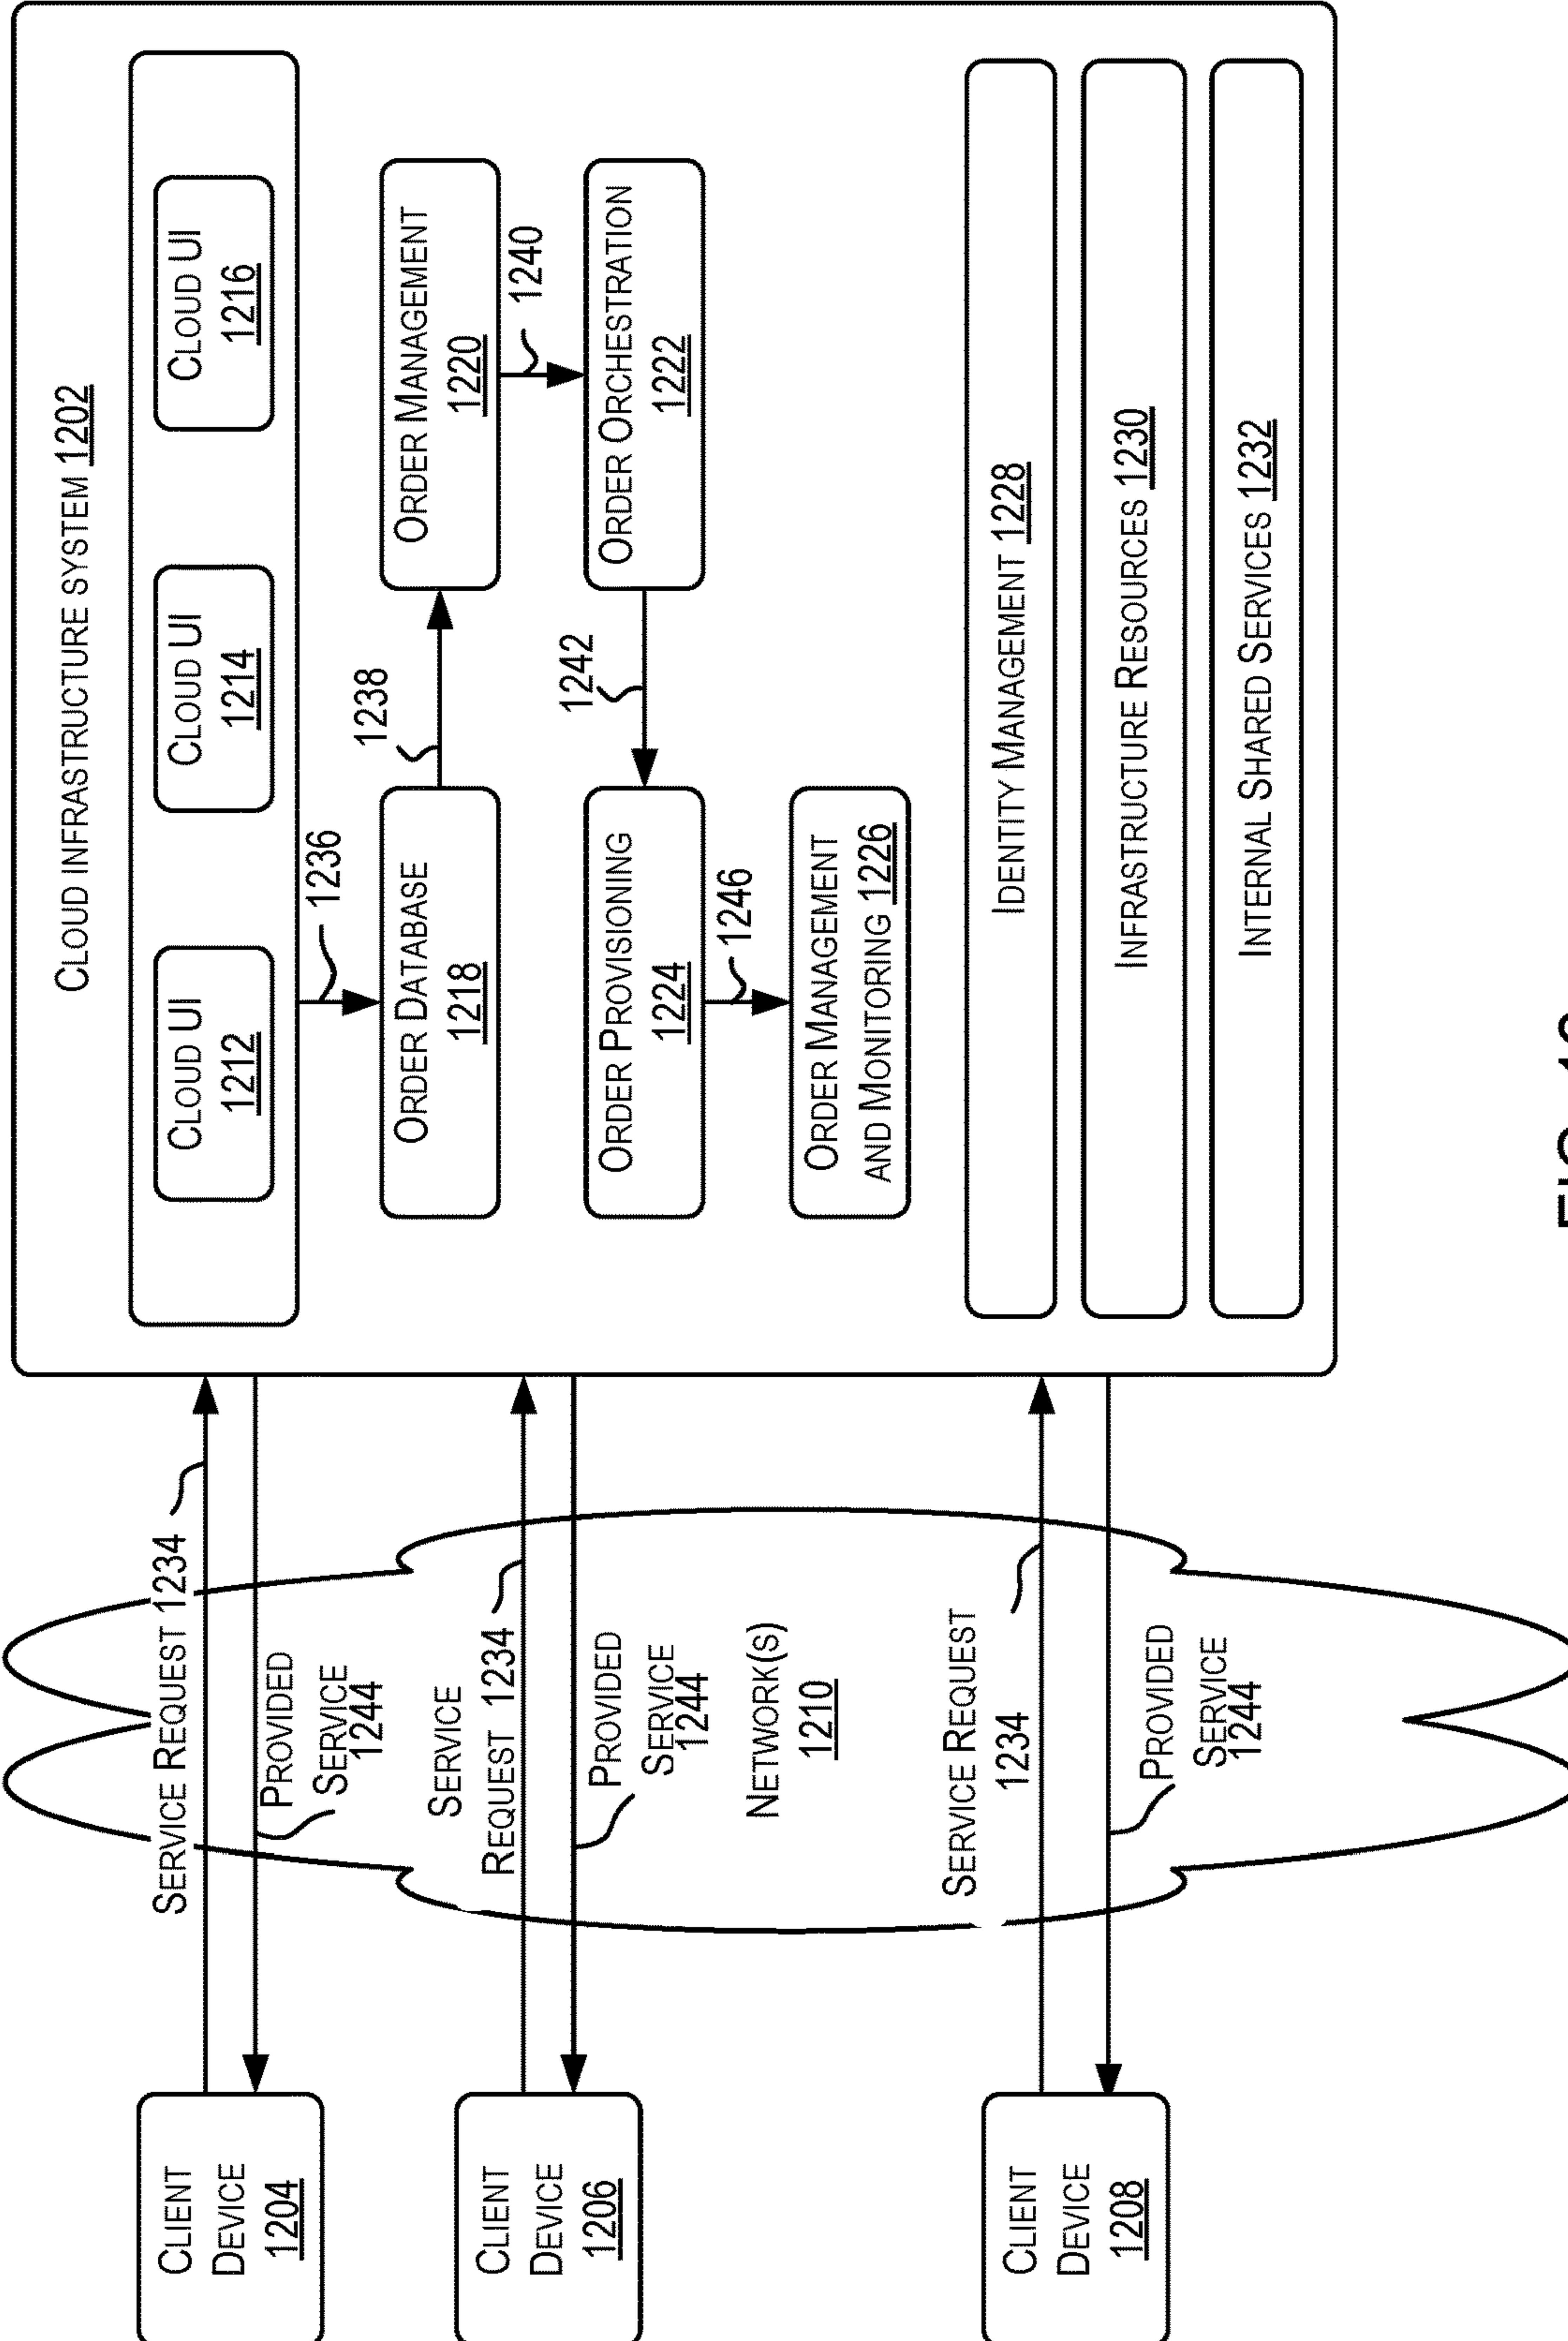 CLOUD INFRASTRUCTURE SYSTEM 1202
CLOUD UI
1212
CLOUD UI
1214
CLOUD UI
1216
1236
ORDER DATABASE
1218
1238
ORDER MANAGEMENT
1220
1240
ORDER PROVISIONING
1224
1242
ORDER ORCHESTRATION
1222
1246
ORDER MANAGEMENT
AND MONITORING 1226
IDENTITY MANAGEMENT 1228
INFRASTRUCTURE RESOURCES 1230
INTERNAL SHARED SERVICES 1232
CLIENT
DEVICE
1204
SERVICE REQUEST 1234
PROVIDED
SERVICE
1244
CLIENT
DEVICE
1206
SERVICE
REQUEST 1234
PROVIDED
SERVICE
1244
NETWORK(S)
1210
CLIENT
DEVICE
1208
SERVICE REQUEST
1234
PROVIDED
SERVICE
1244